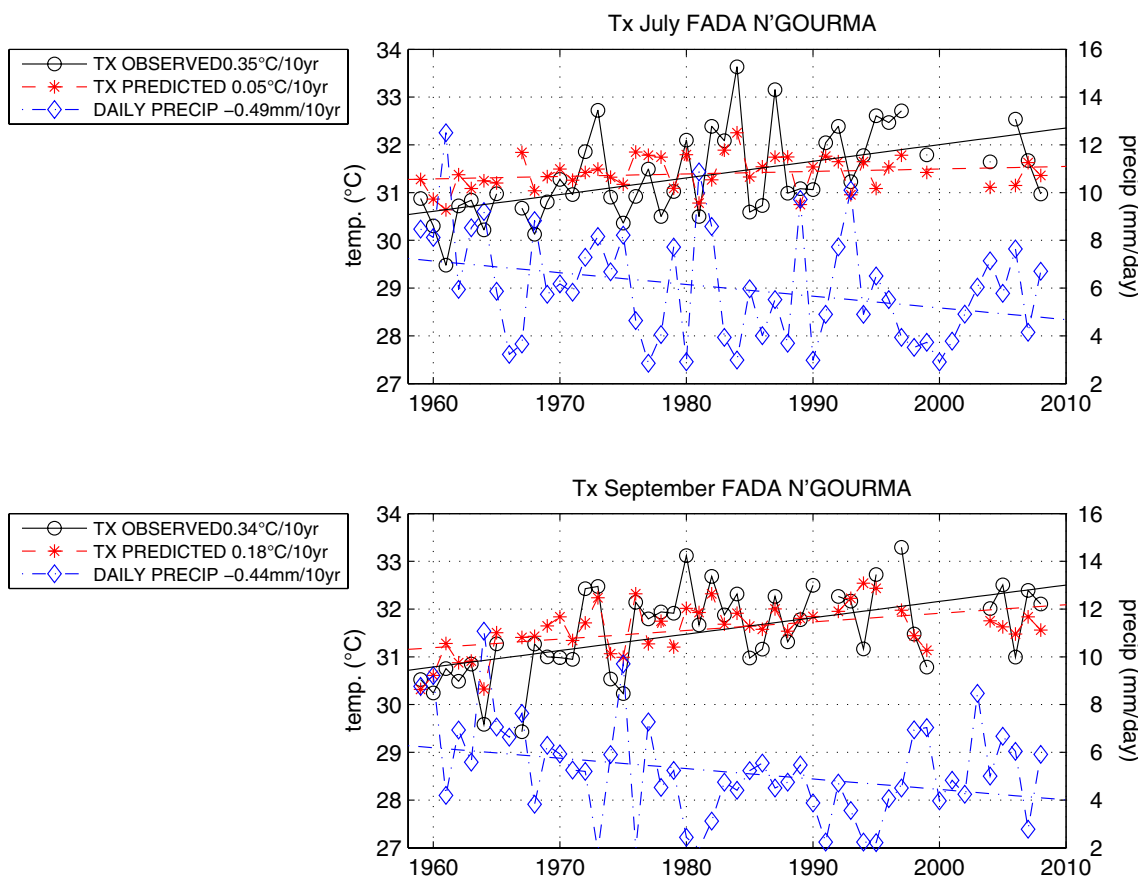 Tx July FADA N'GOURMA
TX OBSERVED0.35°C/10yr
TX PREDICTED 0.05°C/10yr
DAILY PRECIP −0.49mm/10yr
temp. (°C)
34
33
32
31
30
29
28
27
1960 1970 1980 1990 2000 2010
16
14
12
10
8
6
4
2
precip (mm/day)
Tx September FADA N'GOURMA
TX OBSERVED0.34°C/10yr
TX PREDICTED 0.18°C/10yr
DAILY PRECIP −0.44mm/10yr
temp. (°C)
34
33
32
31
30
29
28
27
1960 1970 1980 1990 2000 2010
16
14
12
10
8
6
4
2
precip (mm/day)